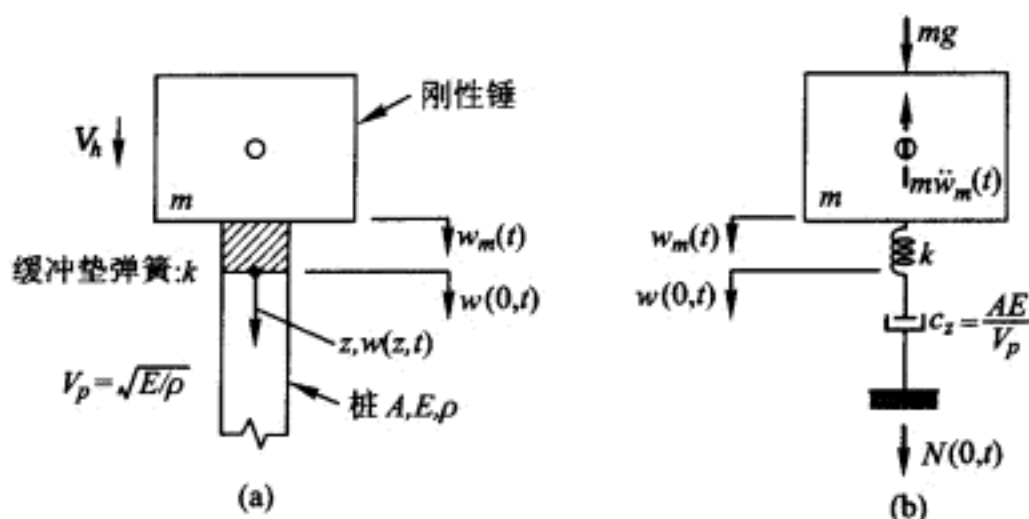 刚性锤
V_h
m
w_m(t)
缓冲垫弹簧:k
w(0,t)
z,w(z,t)
V_p=√E/ρ
桩 A,E,ρ
(a)
mg
mẅ_m(t)
m
w_m(t)
k
w(0,t)
c_z=AE/V_p
N(0,t)
(b)